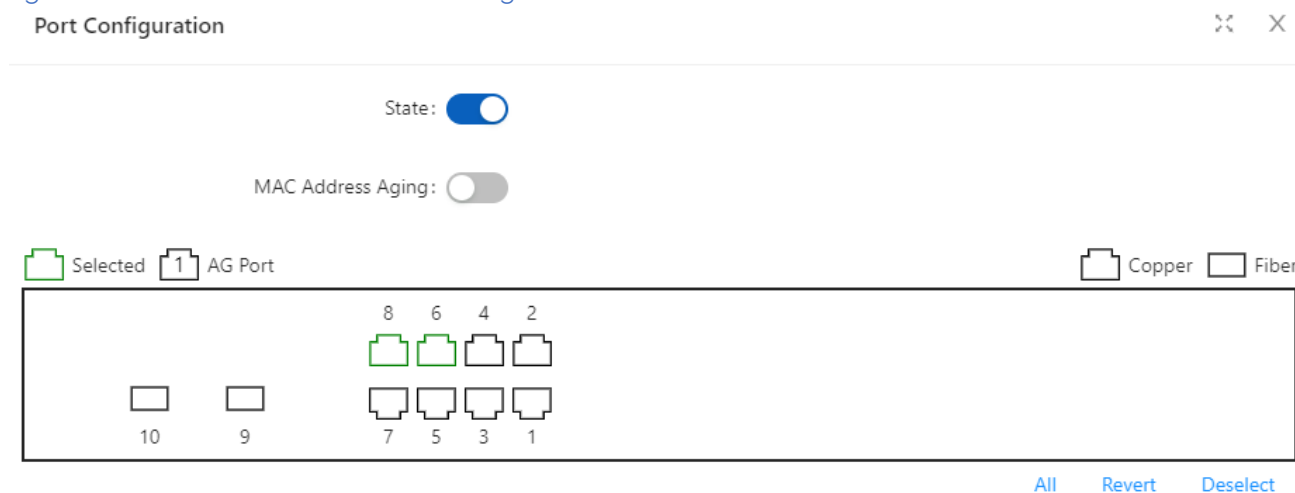 Port Configuration
State:
MAC Address Aging:
Selected 1 AG Port Copper Fiber
8 6 4 2
10 9 7 5 3 1
All Revert Deselect